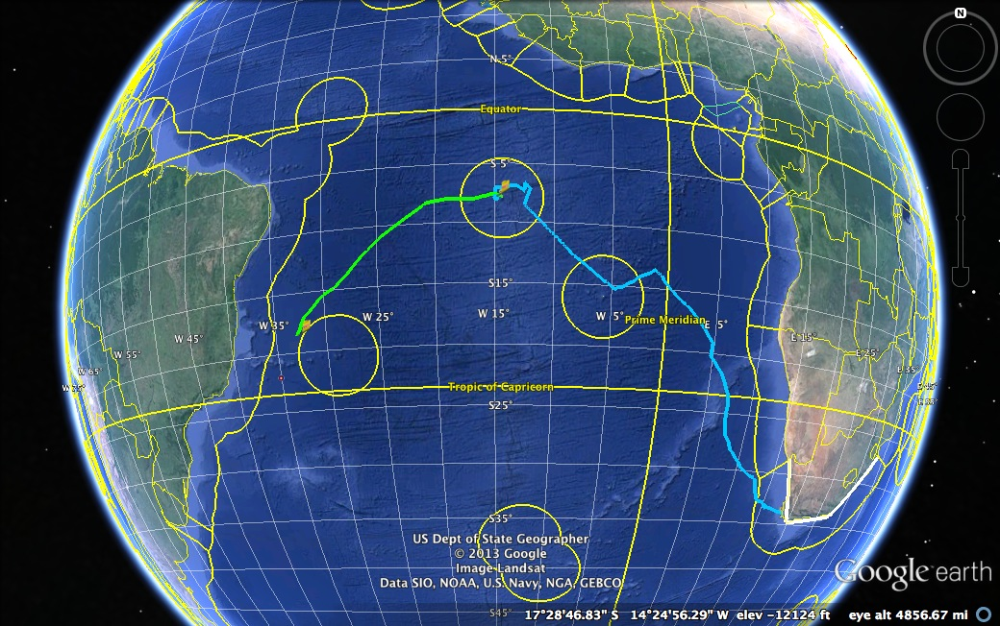 N
N 5°
Equator
S 5°
S15°
W 5°
Prime Meridian
E 5°
W 15°
W 25°
W 35°
W 45°
W 55°
W 65°
E 15°
E 25°
E 35°
Tropic of Capricorn
S25°
S35°
US Dept of State Geographer
© 2013 Google
Image Landsat
Data SIO, NOAA, U.S. Navy, NGA, GEBCO
Google earth
S45°
17°28'46.83" S 14°24'56.29" W elev -12124 ft eye alt 4856.67 mi